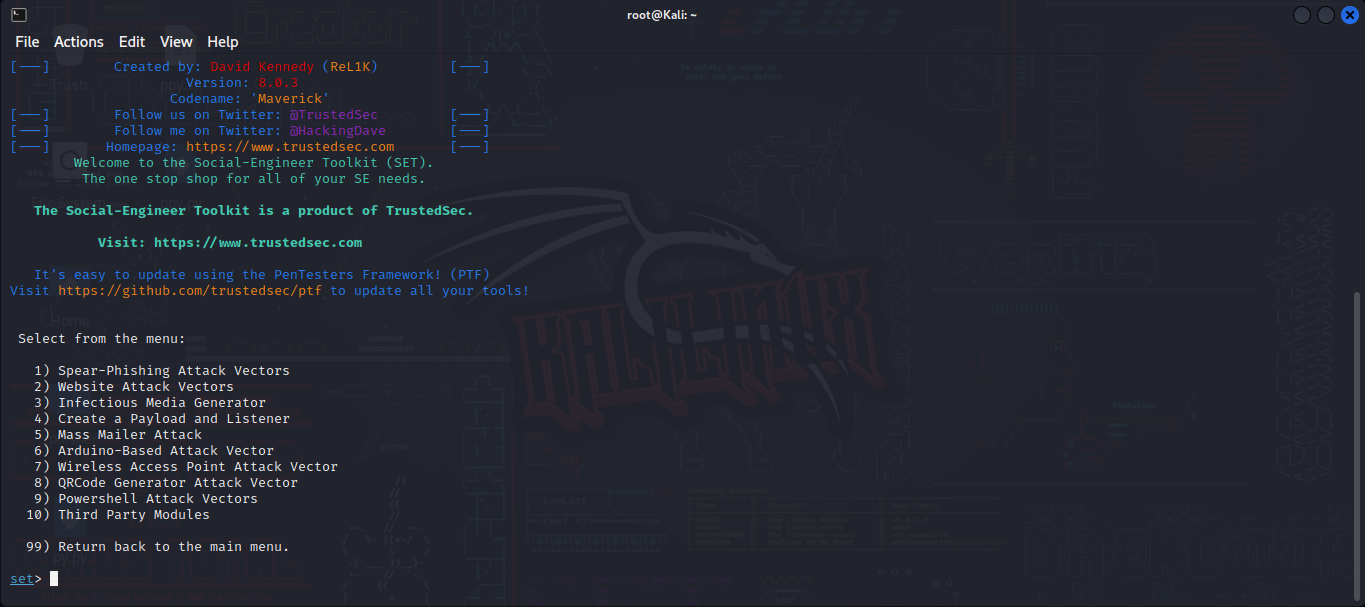 root@Kali: ~
File Actions Edit View Help
[---] Created by: David Kennedy (ReL1K) [---]
Version: 8.0.3
Codename: 'Maverick'
[---] Follow us on Twitter: @TrustedSec [---]
[---] Follow me on Twitter: @HackingDave [---]
[---] Homepage: https://www.trustedsec.com [---]
Welcome to the Social-Engineer Toolkit (SET).
The one stop shop for all of your SE needs.
The Social-Engineer Toolkit is a product of TrustedSec.
Visit: https://www.trustedsec.com
It's easy to update using the PenTesters Framework! (PTF)
Visit https://github.com/trustedsec/ptf to update all your tools!
Select from the menu:
1) Spear-Phishing Attack Vectors
2) Website Attack Vectors
3) Infectious Media Generator
4) Create a Payload and Listener
5) Mass Mailer Attack
6) Arduino-Based Attack Vector
7) Wireless Access Point Attack Vector
8) QRCode Generator Attack Vector
9) Powershell Attack Vectors
10) Third Party Modules
99) Return back to the main menu.
set>
Trash
Home
py.py
KALI LINUX